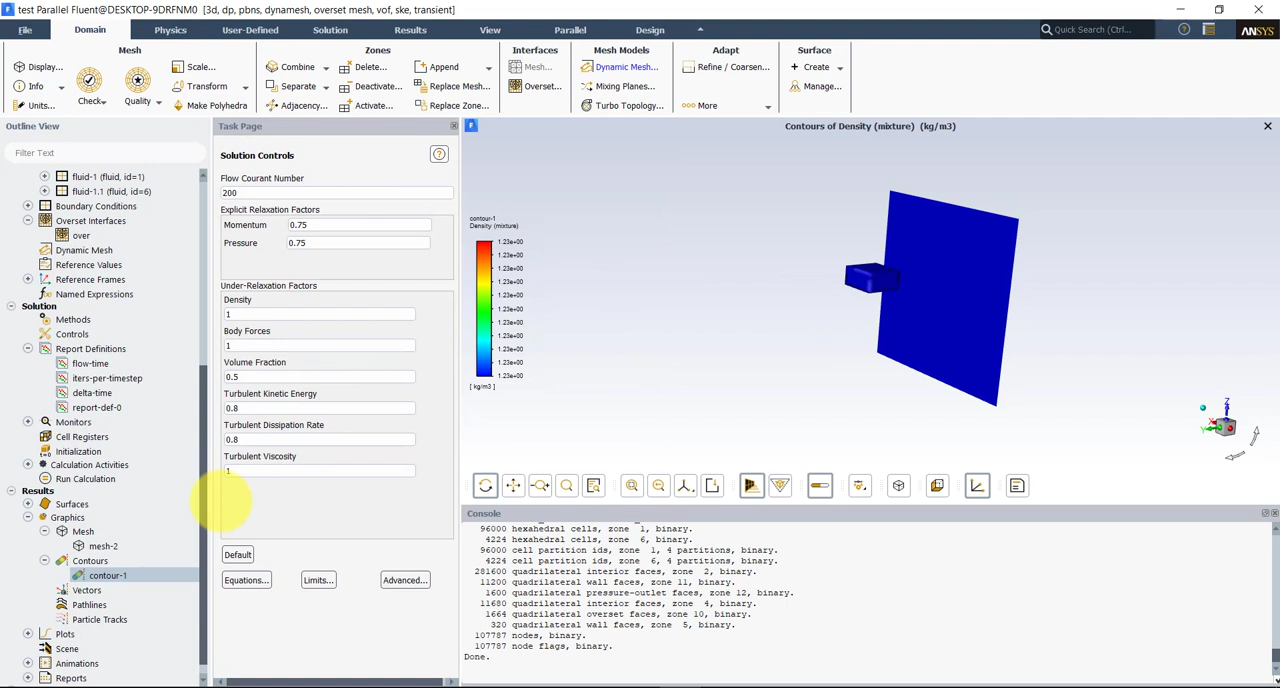 test Parallel Fluent@DESKTOP-9DRFNM0 [3d, dp, pbns, dynamesh, overset mesh, vof, ske, transient]
File Domain Physics User-Defined Solution Results View Parallel Design Quick Search (Ctrl... ANSYS
Mesh Zones Interfaces Mesh Models Adapt Surface
Display... Scale... Combine Delete... Append Mesh... Dynamic Mesh... Refine / Coarsen... Create
Info Check Quality Transform Separate Deactivate... Replace Mesh... Overset... Mixing Planes... Manage...
Units... Make Polyhedra Adjacency... Activate... Replace Zone... Turbo Topology... More
Outline View
Filter Text
fluid-1 (fluid, id=1)
fluid-1.1 (fluid, id=6)
Boundary Conditions
Overset Interfaces
over
Dynamic Mesh
Reference Values
Reference Frames
Named Expressions
Solution
Methods
Controls
Report Definitions
flow-time
iters-per-timestep
delta-time
report-def-0
Monitors
Cell Registers
Initialization
Calculation Activities
Run Calculation
Results
Surfaces
Graphics
Mesh
mesh-2
Contours
contour-1
Vectors
Pathlines
Particle Tracks
Plots
Scene
Animations
Reports
Task Page
Solution Controls
Flow Courant Number
200
Explicit Relaxation Factors
Momentum 0.75
Pressure 0.75
Under-Relaxation Factors
Density
1
Body Forces
1
Volume Fraction
0.5
Turbulent Kinetic Energy
0.8
Turbulent Dissipation Rate
0.8
Turbulent Viscosity
1
Default
Equations... Limits... Advanced...
Contours of Density (mixture) (kg/m3)
contour-1
Density (mixture)
1.23e+00
1.23e+00
1.23e+00
1.23e+00
1.23e+00
1.23e+00
1.23e+00
1.23e+00
1.23e+00
1.23e+00
1.23e+00
[ kg/m3 ]
Z
X
Y
Console
96000 hexahedral cells, zone 1, binary.
4224 hexahedral cells, zone 6, binary.
96000 cell partition ids, zone 1, 4 partitions, binary.
4224 cell partition ids, zone 6, 4 partitions, binary.
281600 quadrilateral interior faces, zone 2, binary.
11200 quadrilateral wall faces, zone 11, binary.
1600 quadrilateral pressure-outlet faces, zone 12, binary.
11680 quadrilateral interior faces, zone 4, binary.
1664 quadrilateral overset faces, zone 10, binary.
320 quadrilateral wall faces, zone 5, binary.
107787 nodes, binary.
107787 node flags, binary.
Done.